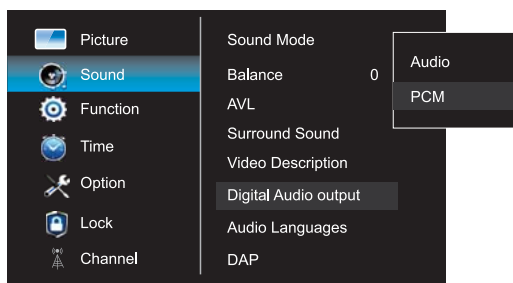 Picture
Sound
Function
Time
Option
Lock
Channel
Sound Mode
Balance 0
AVL
Surround Sound
Video Description
Digital Audio output
Audio Languages
DAP
Audio
PCM